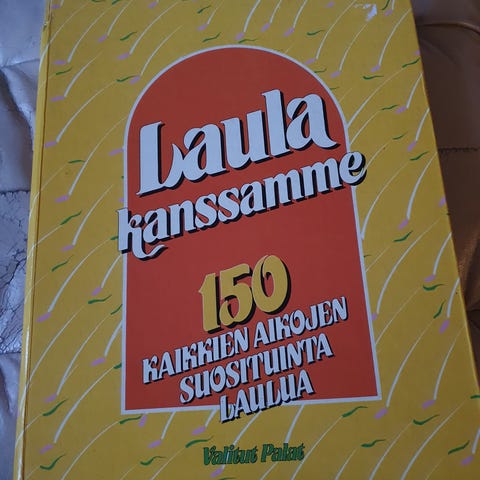 Laula
kanssamme
150
KAIKKIEN AIKOJEN
SUOSITUINTA
LAULUA
Valitut Palat